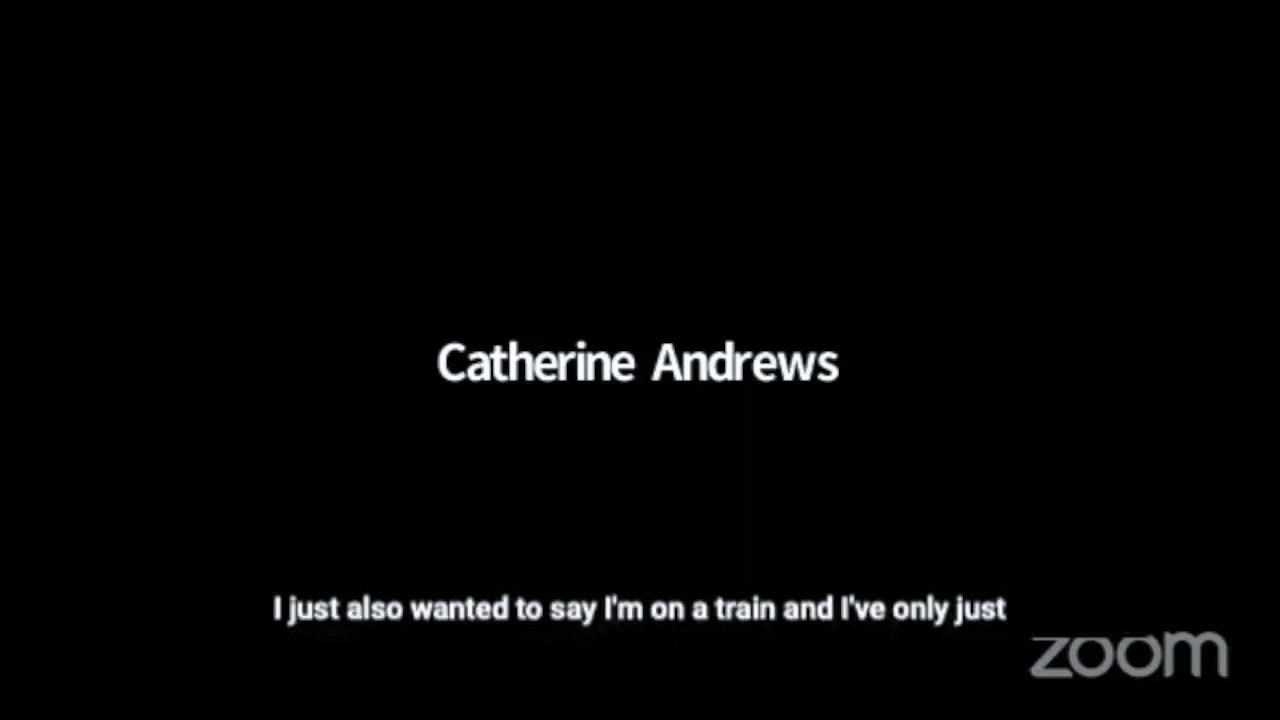 Catherine Andrews
I just also wanted to say I'm on a train and I've only just
zoom